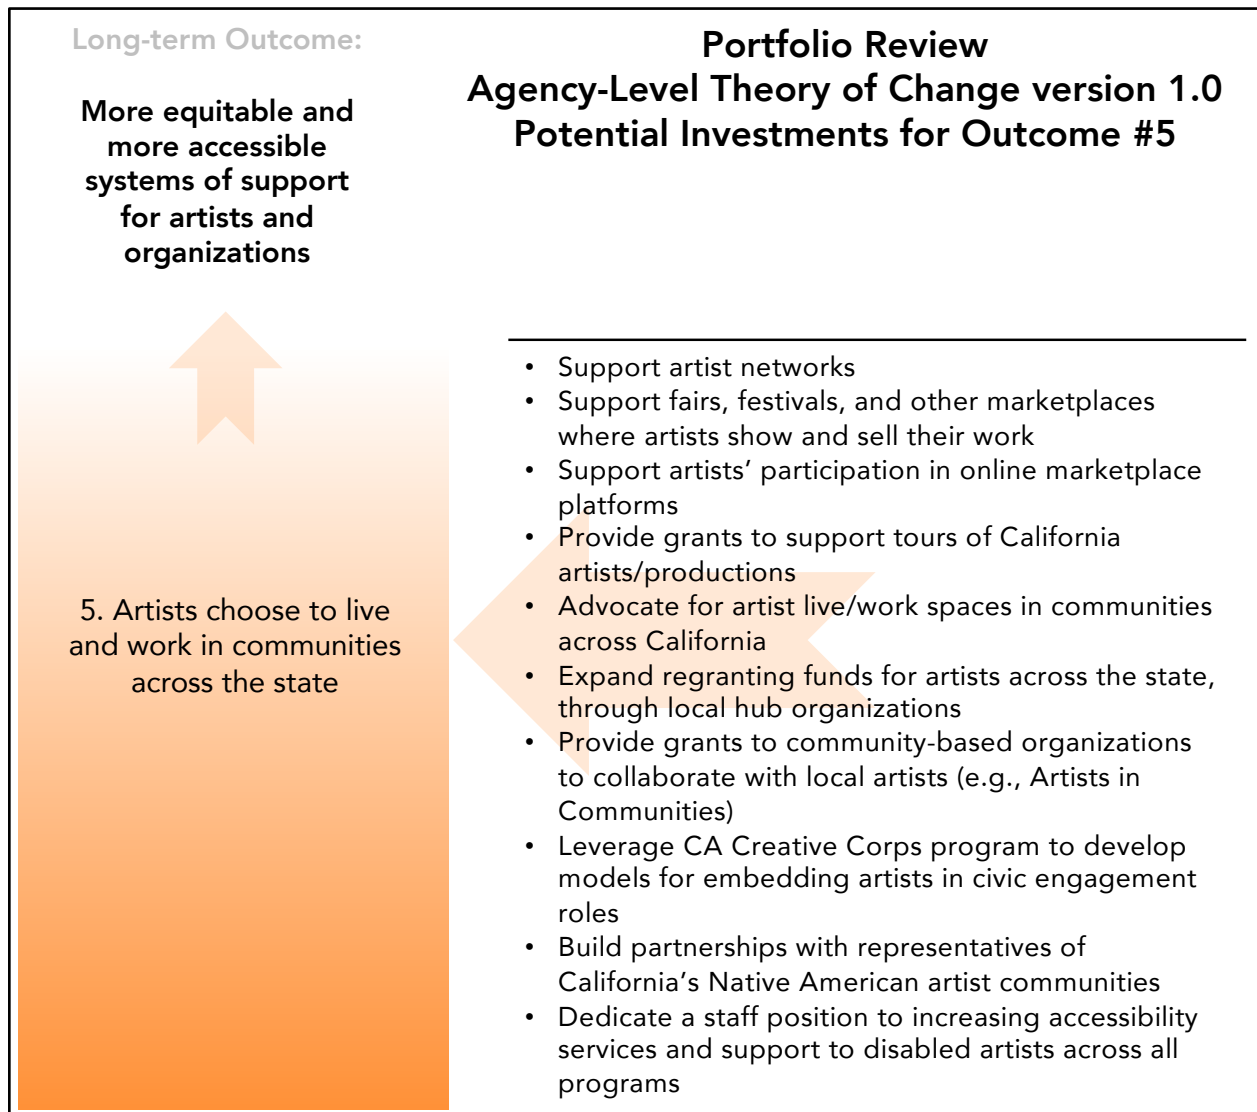 Long-term Outcome:
More equitable and
more accessible
systems of support
for artists and
organizations
Portfolio Review
Agency-Level Theory of Change version 1.0
Potential Investments for Outcome #5
5. Artists choose to live
and work in communities
across the state
• Support artist networks
• Support fairs, festivals, and other marketplaces
where artists show and sell their work
• Support artists’ participation in online marketplace
platforms
• Provide grants to support tours of California
artists/productions
• Advocate for artist live/work spaces in communities
across California
• Expand regranting funds for artists across the state,
through local hub organizations
• Provide grants to community-based organizations
to collaborate with local artists (e.g., Artists in
Communities)
• Leverage CA Creative Corps program to develop
models for embedding artists in civic engagement
roles
• Build partnerships with representatives of
California’s Native American artist communities
• Dedicate a staff position to increasing accessibility
services and support to disabled artists across all
programs